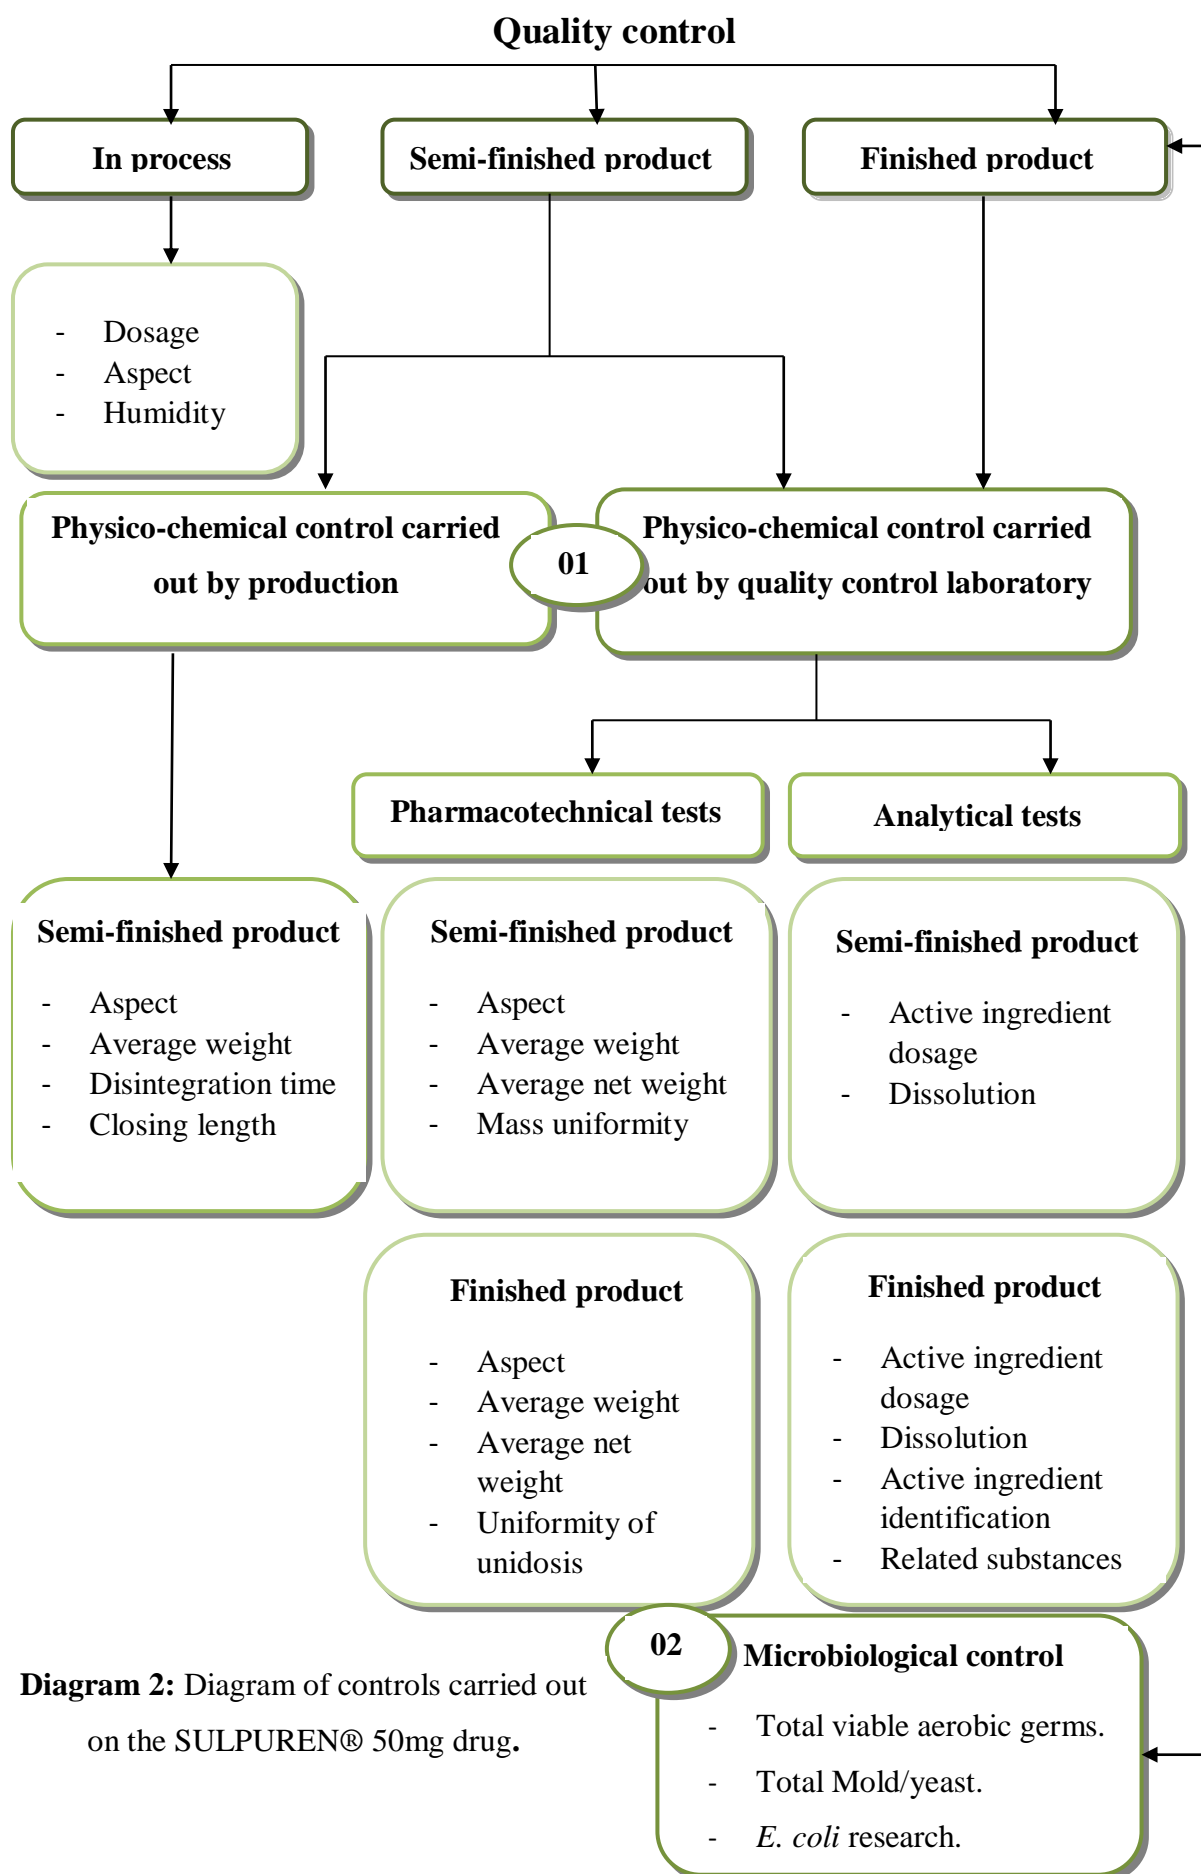 Quality control
In process
Semi-finished product
Finished product
- Dosage
- Aspect
- Humidity
Physico-chemical control carried
out by production
01
Physico-chemical control carried
out by quality control laboratory
Pharmacotechnical tests
Analytical tests
Semi-finished product
- Aspect
- Average weight
- Disintegration time
- Closing length
Semi-finished product
- Aspect
- Average weight
- Average net weight
- Mass uniformity
Semi-finished product
- Active ingredient
dosage
- Dissolution
Finished product
- Aspect
- Average weight
- Average net
weight
- Uniformity of
unidosis
Finished product
- Active ingredient
dosage
- Dissolution
- Active ingredient
identification
- Related substances
02
Microbiological control
- Total viable aerobic germs.
- Total Mold/yeast.
- E. coli research.
Diagram 2: Diagram of controls carried out
on the SULPUREN® 50mg drug.